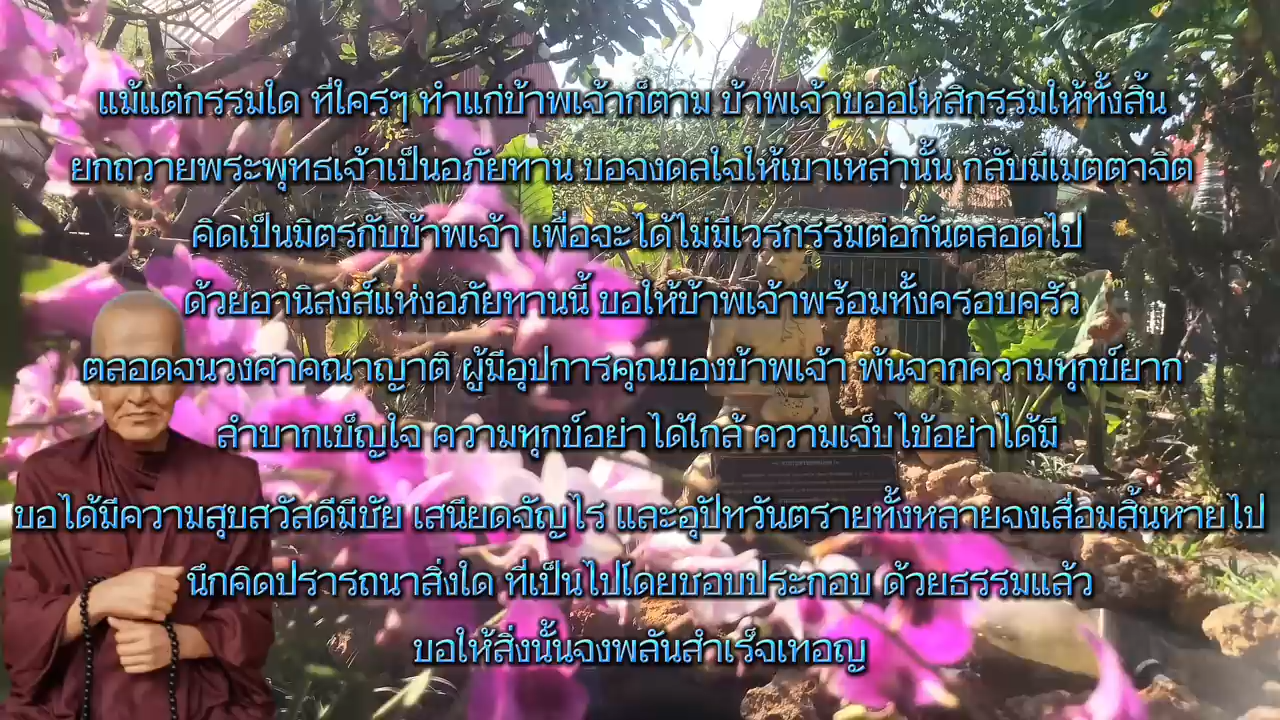 แม้แต่กรรมใด ที่ใครๆ ทำแก่ข้าพเจ้าก็ตาม ข้าพเจ้าขออโหสิกรรมให้ทั้งสิ้น
ยกถวายพระพุทธเจ้าเป็นอภัยทาน ขอจงดลใจให้เขาเหล่านั้น กลับมีเมตตาจิต
คิดเป็นมิตรกับข้าพเจ้า เพื่อจะได้ไม่มีเวรกรรมต่อกันตลอดไป
ด้วยอานิสงส์แห่งอภัยทานนี้ ขอให้ข้าพเจ้าพร้อมทั้งครอบครัว
ตลอดจนวงศาคณาญาติ ผู้มีอุปการคุณของข้าพเจ้า พ้นจากความทุกข์ยาก
ลำบากเข็ญใจ ความทุกข์อย่าได้ใกล้ ความเจ็บไข้อย่าได้มี
ขอได้มีความสุขสวัสดีมีชัย เสนียดจัญไร และอุปัทวันตรายทั้งหลายจงเสื่อมสิ้นหายไป
นึกคิดปรารถนาสิ่งใด ที่เป็นไปโดยชอบประกอบ ด้วยธรรมแล้ว
ขอให้สิ่งนั้นจงพลันสำเร็จเทอญ